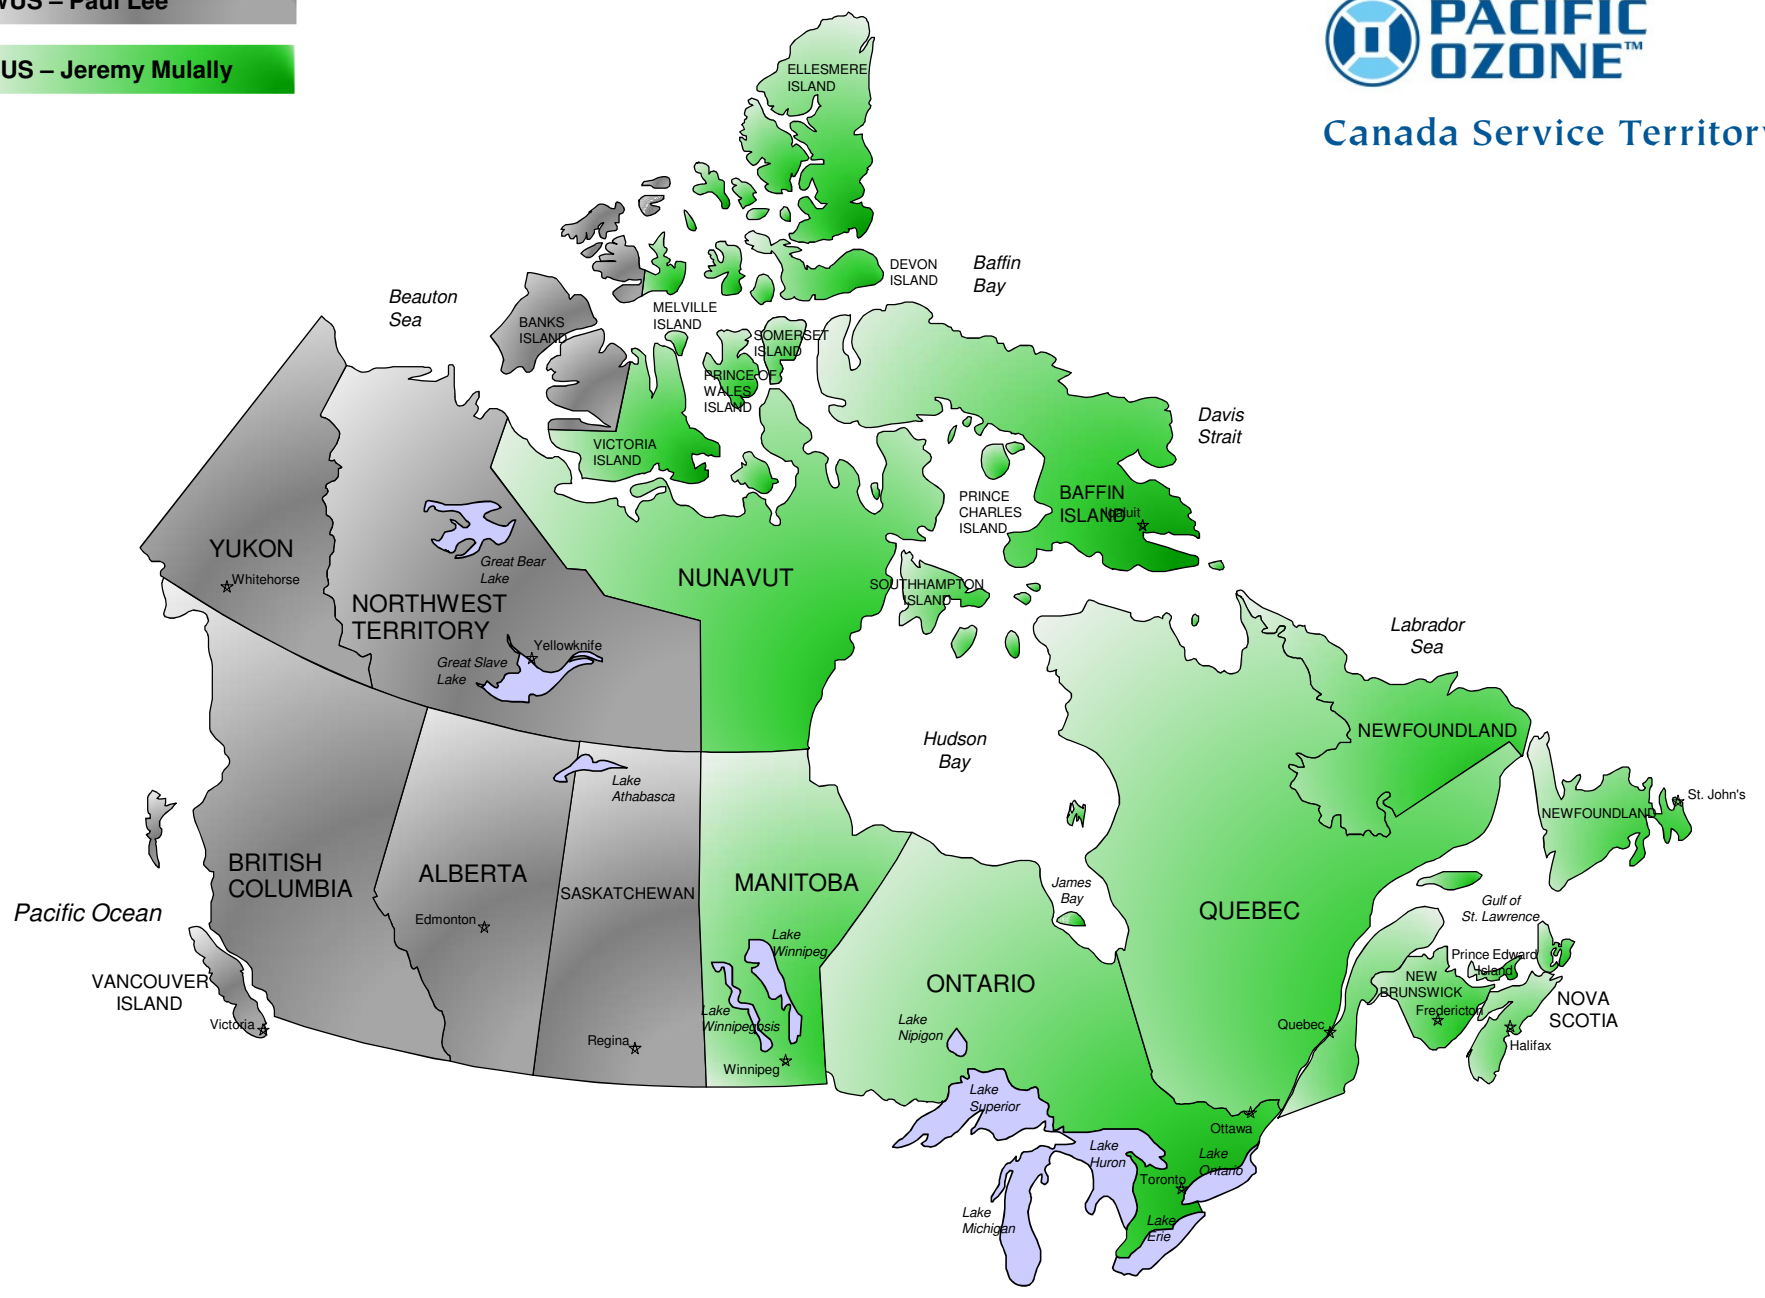 WUS – Paul Lee
US – Jeremy Mulally
PACIFIC
OZONE™
Canada Service Territory
ELLESMERE
ISLAND
DEVON
ISLAND
Baffin
Bay
Beauton
Sea
BANKS
ISLAND
MELVILLE
ISLAND
SOMERSET
ISLAND
PRINCE OF
WALES
ISLAND
VICTORIA
ISLAND
Davis
Strait
PRINCE
CHARLES
ISLAND
BAFFIN
ISLAND
Iqaluit
YUKON
Whitehorse
Great Bear
Lake
NORTHWEST
TERRITORY
Yellowknife
Great Slave
Lake
NUNAVUT
SOUTHHAMPTON
ISLAND
Labrador
Sea
Hudson
Bay
NEWFOUNDLAND
Lake
Athabasca
St. John's
NEWFOUNDLAND
BRITISH
COLUMBIA
ALBERTA
SASKATCHEWAN
MANITOBA
James
Bay
QUEBEC
Gulf of
St. Lawrence
Pacific Ocean
Edmonton
Lake
Winnipeg
Prince Edward
Island
VANCOUVER
ISLAND
ONTARIO
NEW
BRUNSWICK
Fredericton
NOVA
SCOTIA
Victoria
Lake
Winnipegosis
Lake
Nipigon
Quebec
Halifax
Regina
Winnipeg
Lake
Superior
Ottawa
Lake
Huron
Lake
Ontario
Toronto
Lake
Michigan
Lake
Erie